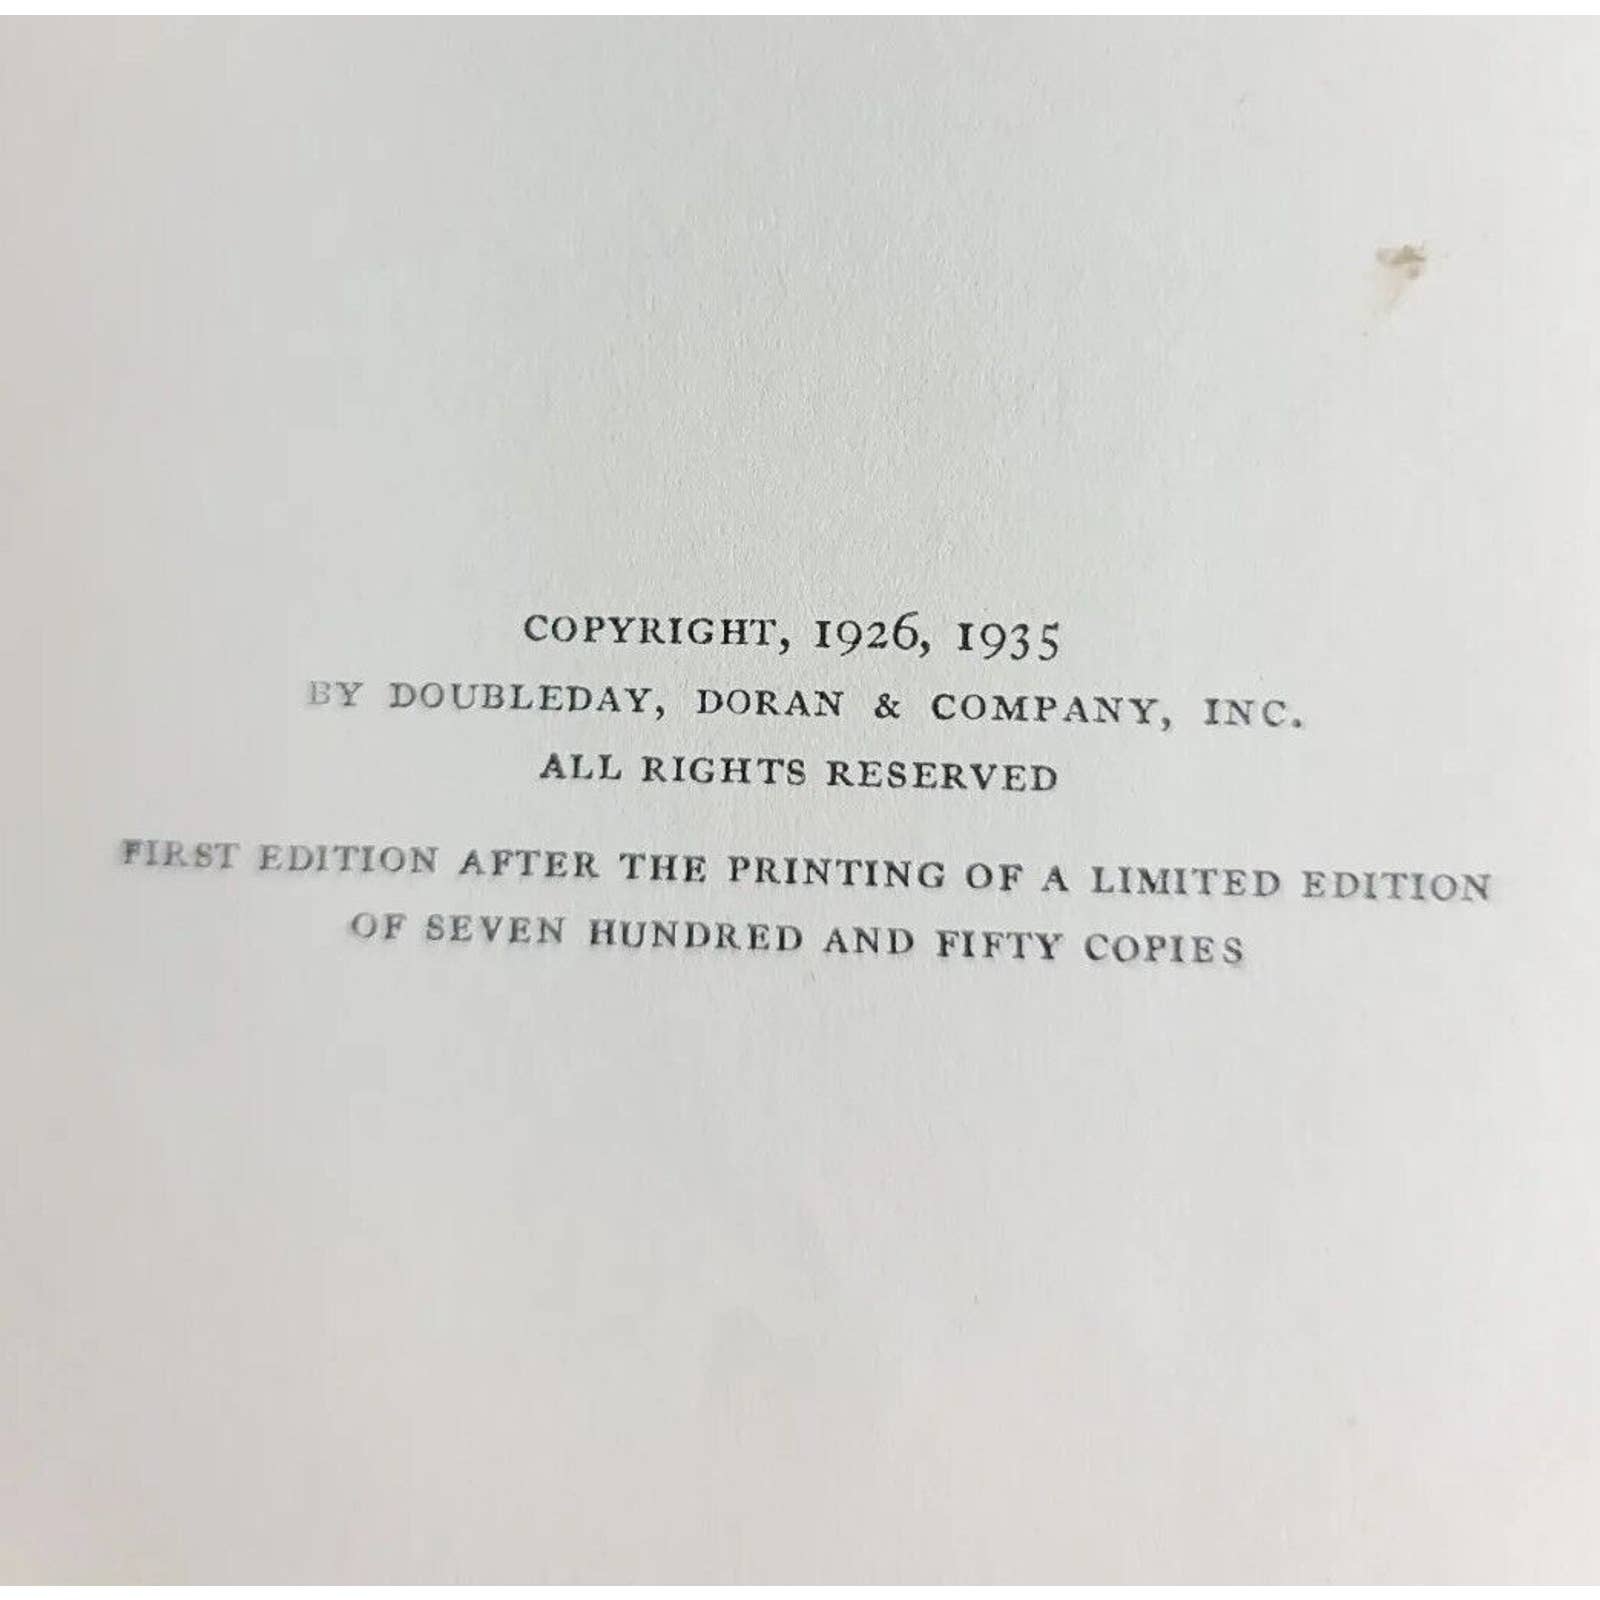 COPYRIGHT, 1926, 1935
BY DOUBLEDAY, DORAN & COMPANY, INC.
ALL RIGHTS RESERVED
FIRST EDITION AFTER THE PRINTING OF A LIMITED EDITION
OF SEVEN HUNDRED AND FIFTY COPIES